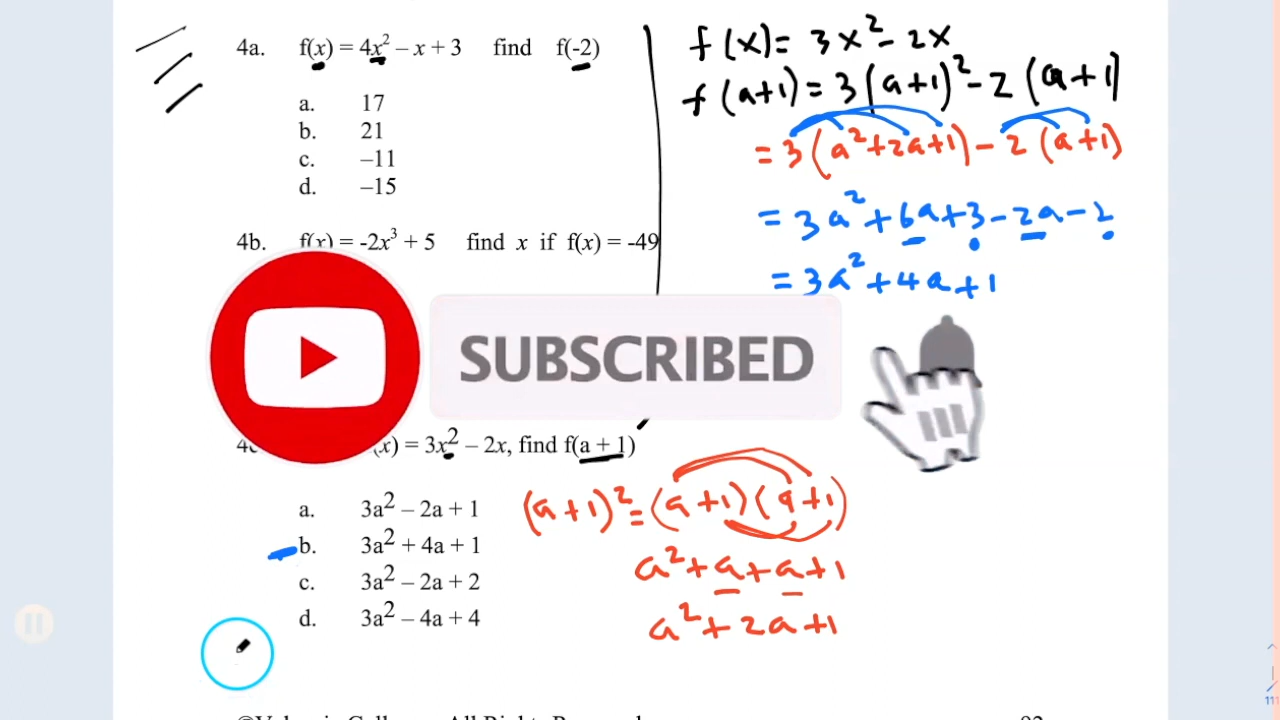 4a. f(x) = 4x² – x + 3 find f(-2)
a. 17
b. 21
c. –11
d. –15
4b. f(x) = -2x³ + 5 find x if f(x) = -49
SUBSCRIBED
(x) = 3x² – 2x, find f(a + 1)
a. 3a² – 2a + 1
b. 3a² + 4a + 1
c. 3a² – 2a + 2
d. 3a² – 4a + 4
f(x) = 3x² - 2x
f(a+1) = 3(a+1)² - 2(a+1)
= 3(a²+2a+1) - 2(a+1)
= 3a² + 6a + 3 - 2a - 2
= 3a² + 4a + 1
(a+1)² = (a+1)(a+1)
a² + a + a + 1
a² + 2a + 1